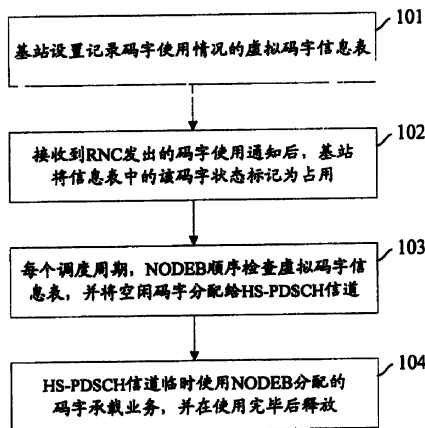 101
基站设置记录码字使用情况的虚拟码字信息表
102
接收到RNC发出的码字使用通知后，基站
将信息表中的该码字状态标记为占用
103
每个调度周期，NODEB顺序检查虚拟码字信
息表，并将空闲码字分配给HS-PDSCH信道
104
HS-PDSCH信道临时使用NODEB分配的
码字承载业务，并在使用完毕后释放